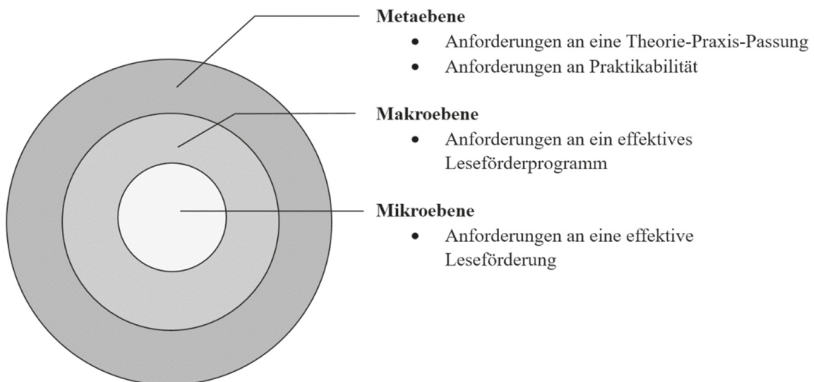 Metaebene
• Anforderungen an eine Theorie-Praxis-Passung
• Anforderungen an Praktikabilität
Makroebene
• Anforderungen an ein effektives
Leseförderprogramm
Mikroebene
• Anforderungen an eine effektive
Leseförderung